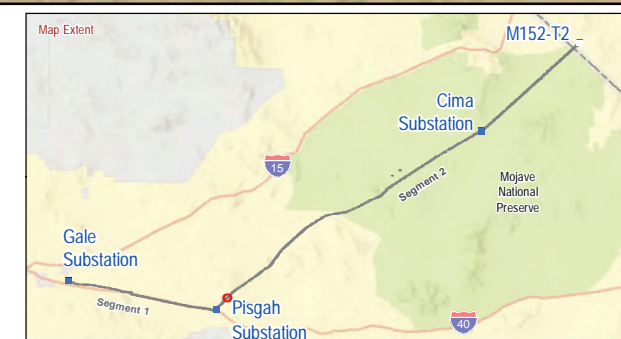 Map Extent
M152-T2
Cima
Substation
15
Segment 2
Mojave
National
Preserve
Gale
Substation
Segment 1
Pisgah
Substation
40